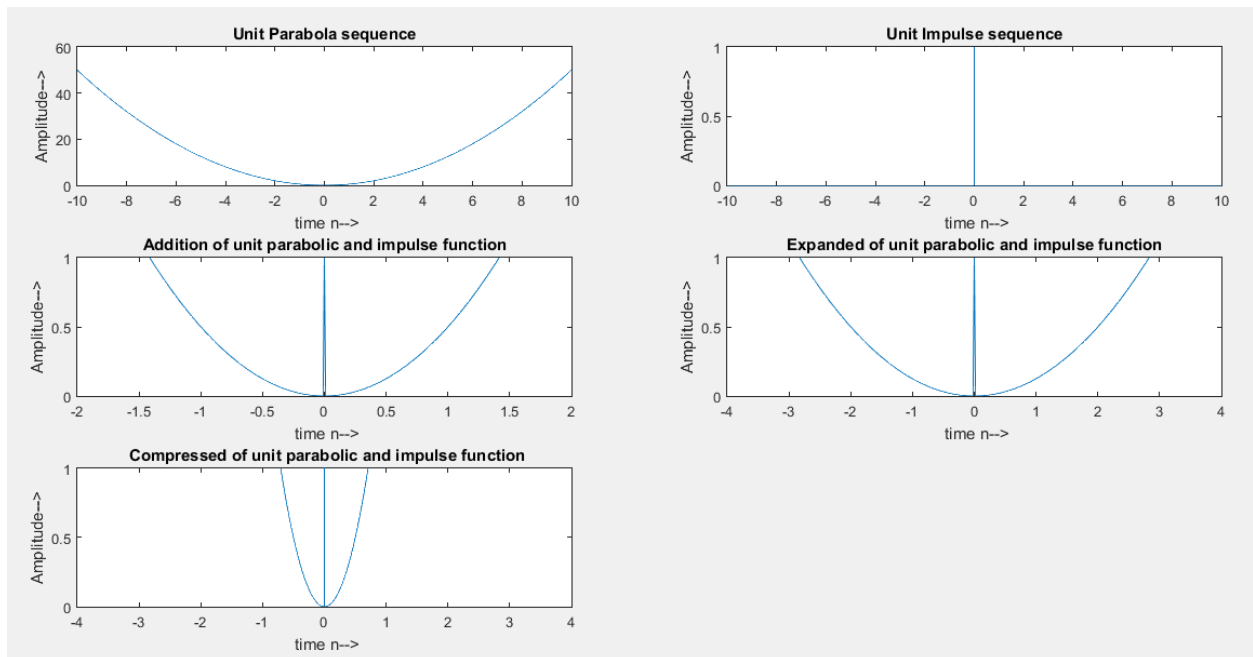 Unit Parabola sequence
60
40
20
0
Amplitude-->
-10 -8 -6 -4 -2 0 2 4 6 8 10
time n-->
Unit Impulse sequence
1
0.5
0
Amplitude-->
-10 -8 -6 -4 -2 0 2 4 6 8 10
time n-->
Addition of unit parabolic and impulse function
1
0.5
0
Amplitude-->
-2 -1.5 -1 -0.5 0 0.5 1 1.5 2
time n-->
Expanded of unit parabolic and impulse function
1
0.5
0
Amplitude-->
-4 -3 -2 -1 0 1 2 3 4
time n-->
Compressed of unit parabolic and impulse function
1
0.5
0
Amplitude-->
-4 -3 -2 -1 0 1 2 3 4
time n-->